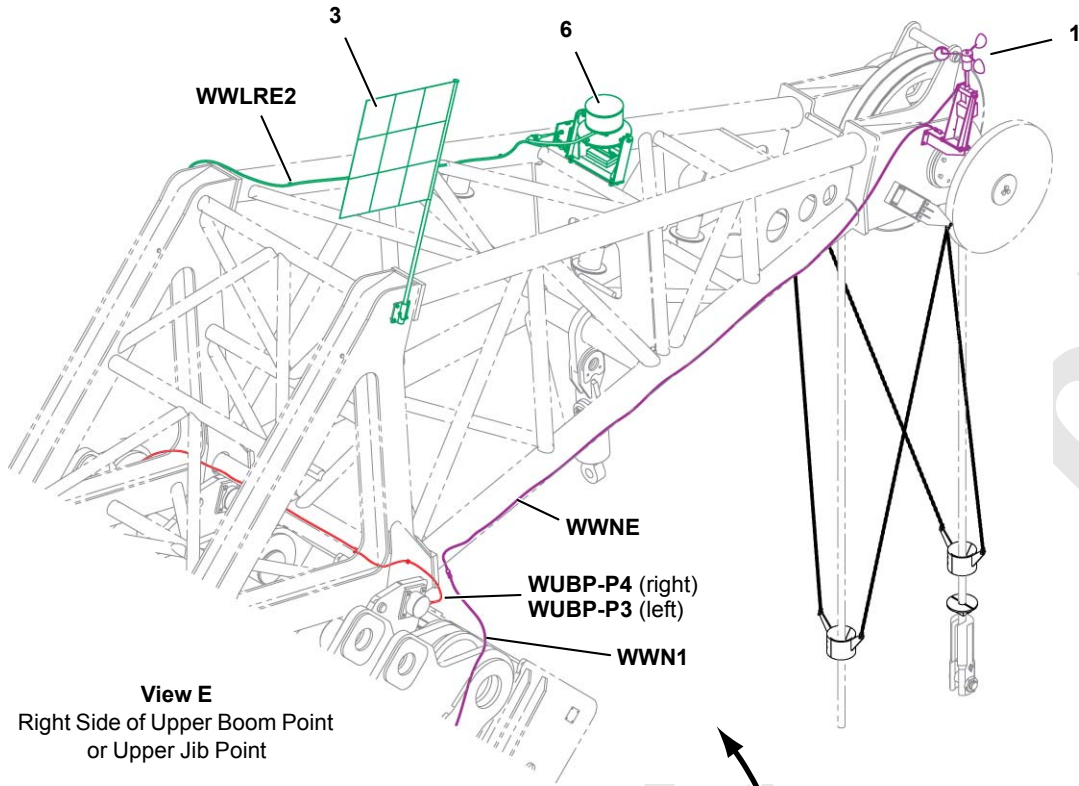 3
6
1
WWLRE2
WWNE
WUBP-P4 (right)
WUBP-P3 (left)
WWN1
View E
Right Side of Upper Boom Point
or Upper Jib Point